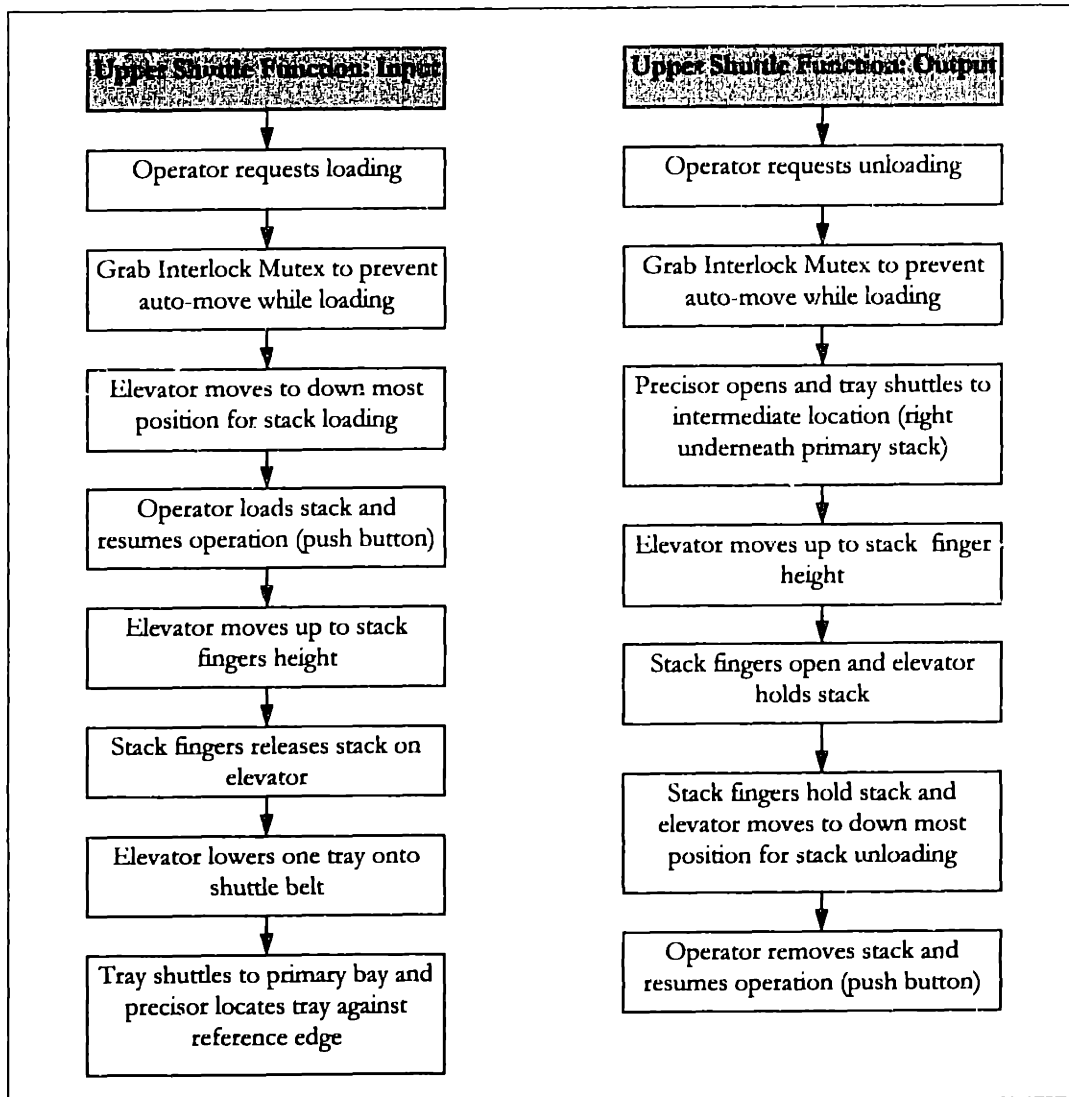 Upper Shuttle Function: Input
Operator requests loading
Grab Interlock Mutex to prevent
auto-move while loading
Elevator moves to down most
position for stack loading
Operator loads stack and
resumes operation (push button)
Elevator moves up to stack
fingers height
Stack fingers releases stack on
elevator
Elevator lowers one tray onto
shuttle belt
Tray shuttles to primary bay and
precisor locates tray against
reference edge
Upper Shuttle Function: Output
Operator requests unloading
Grab Interlock Mutex to prevent
auto-move while loading
Precisor opens and tray shuttles to
intermediate location (right
underneath primary stack)
Elevator moves up to stack finger
height
Stack fingers open and elevator
holds stack
Stack fingers hold stack and
elevator moves to down most
position for stack unloading
Operator removes stack and
resumes operation (push button)